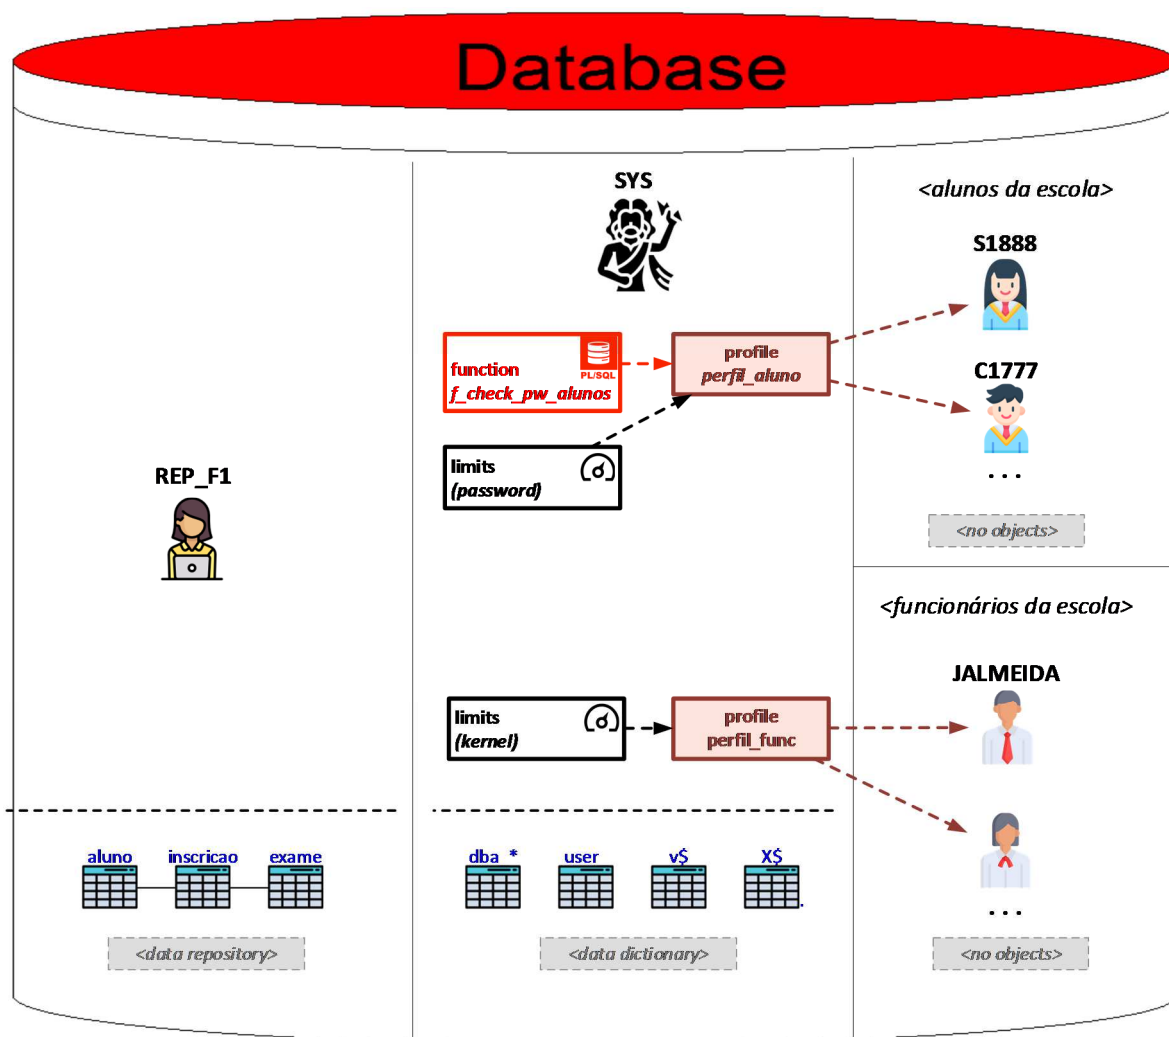 Database
SYS
<alunos da escola>
S1888
function
f_check_pw_alunos
PL/SQL
profile
perfil_aluno
C1777
limits
(password)
. . .
REP_F1
<no objects>
<funcionários da escola>
JALMEIDA
limits
(kernel)
profile
perfil_func
aluno
inscricao
exame
dba_*
user
v$
X$
.
. . .
<data repository>
<data dictionary>
<no objects>